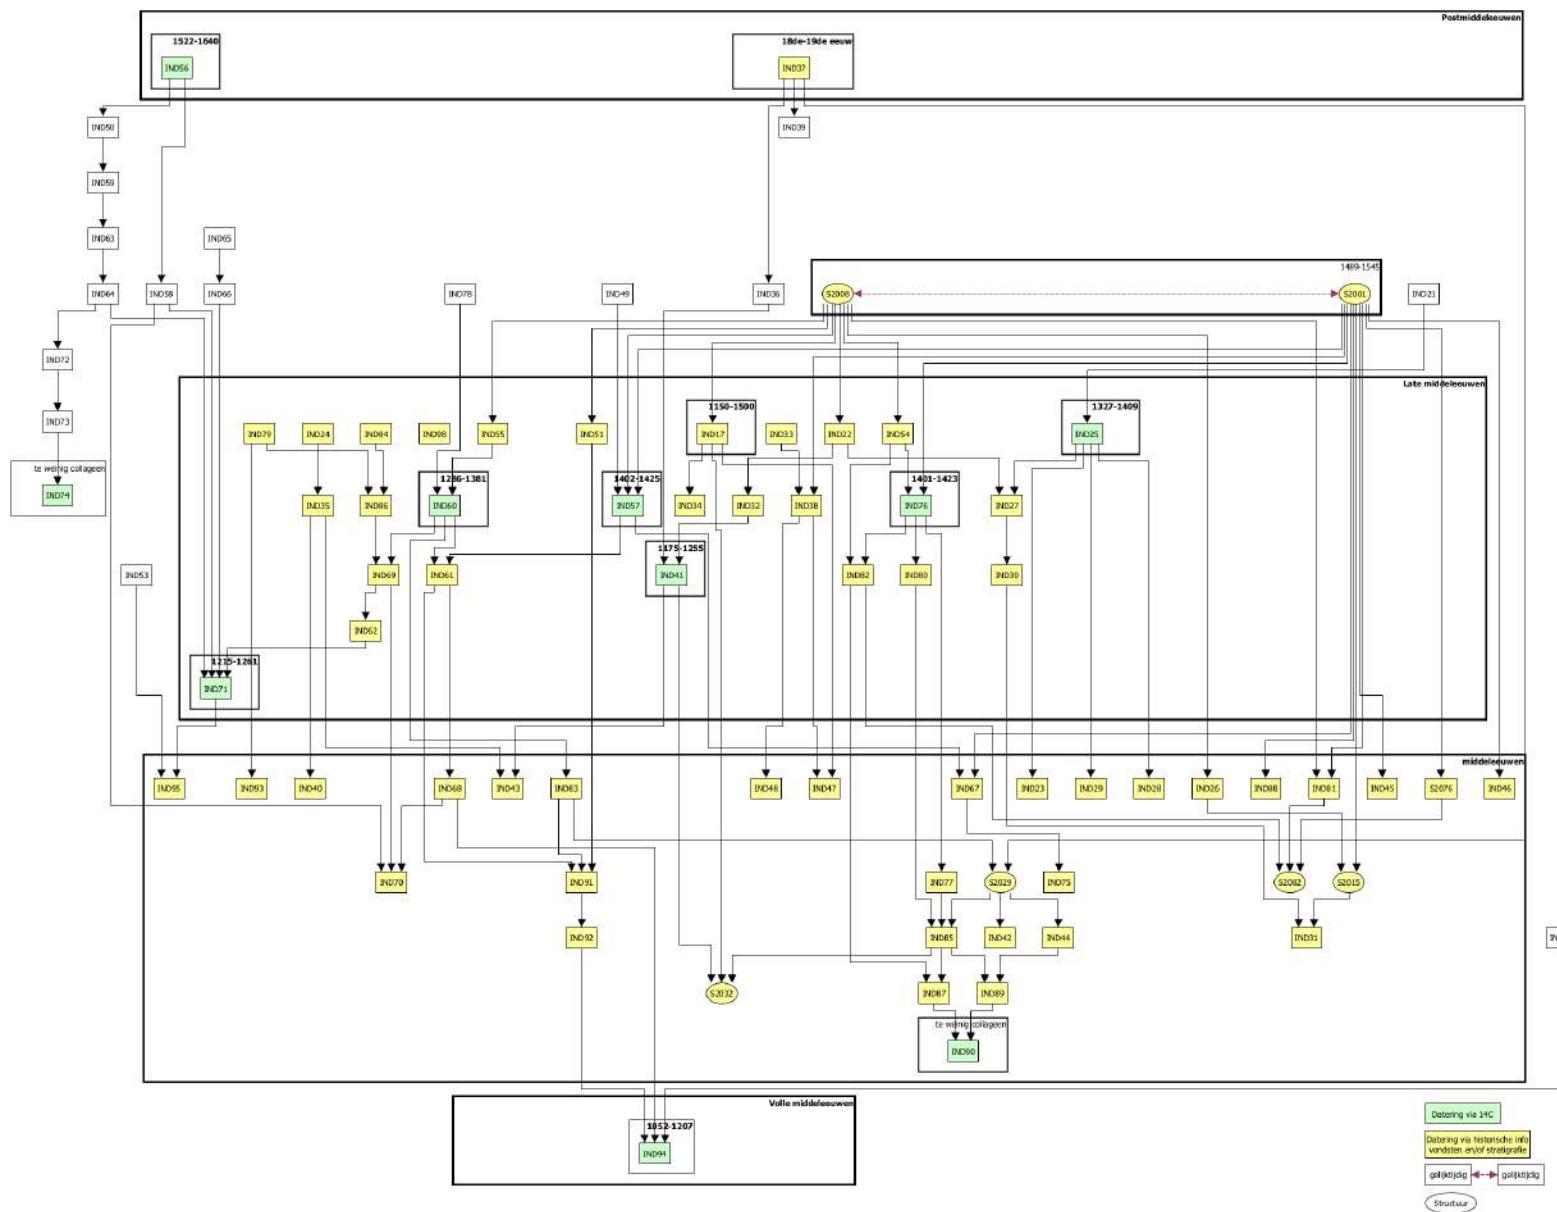 Postmiddeleeuwen
1522-1640
18de-19de eeuw
IND56
IND37
IND50
IND39
IND59
IND63
IND65
1489-1545
IND64
IND58
IND66
IND78
IND49
IND36
S2008
S2001
IND21
IND72
Late middeleeuwen
1150-1500
1327-1409
IND73
IND79
IND24
IND84
IND98
IND55
IND51
IND17
IND33
IND22
IND54
IND25
te weinig collageen
1286-1381
1402-1425
1401-1423
IND74
IND35
IND86
IND60
IND57
IND34
IND32
IND38
IND76
IND27
1175-1255
IND53
IND69
IND61
IND41
IND82
IND80
IND30
IND62
1215-1261
IND71
middeleeuwen
IND95
IND93
IND40
IND68
IND43
IND83
IND48
IND47
IND67
IND23
IND29
IND28
IND26
IND88
IND81
IND45
S2076
IND46
IND70
IND91
IND77
S2029
IND75
S2082
S2015
IND92
IND85
IND42
IND44
IND31
S2032
IND87
IND89
te weinig collageen
IND90
Volle middeleeuwen
1052-1207
IND94
Datering via 14C
Datering via historische info
vondsten en/of stratigrafie
gelijktijdig
gelijktijdig
Structuur